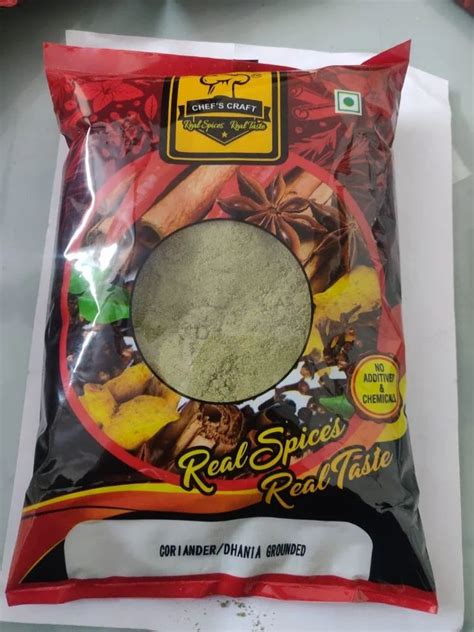 CHEF'S CRAFT
Real Spices Real Taste
NO
ADDITIVES
&
CHEMICALS
Real Spices
Real Taste
CORIANDER/DHANIA GROUNDED